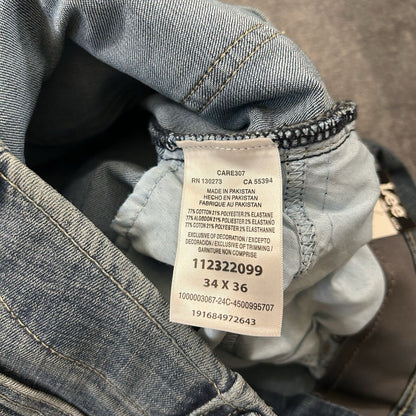 CARE307
RN 130273 CA 55394
MADE IN PAKISTAN
HECHO EN PAKISTAN
FABRIQUE AU PAKISTAN
77% COTTON 21% POLYESTER 2% ELASTANE
77% ALGODON 21% POLIESTER 2% ELASTANO
77% COTON 21% POLYESTER 2% ELASTHANNE
EXCLUSIVE OF DECORATION / EXCEPTO
DECORACIÓN / EXCLUSIVE OF TRIMMING /
GARNITURE NON COMPRISE
112322099
34 X 36
1000003067-24C-4500995707
191684972643
Lee